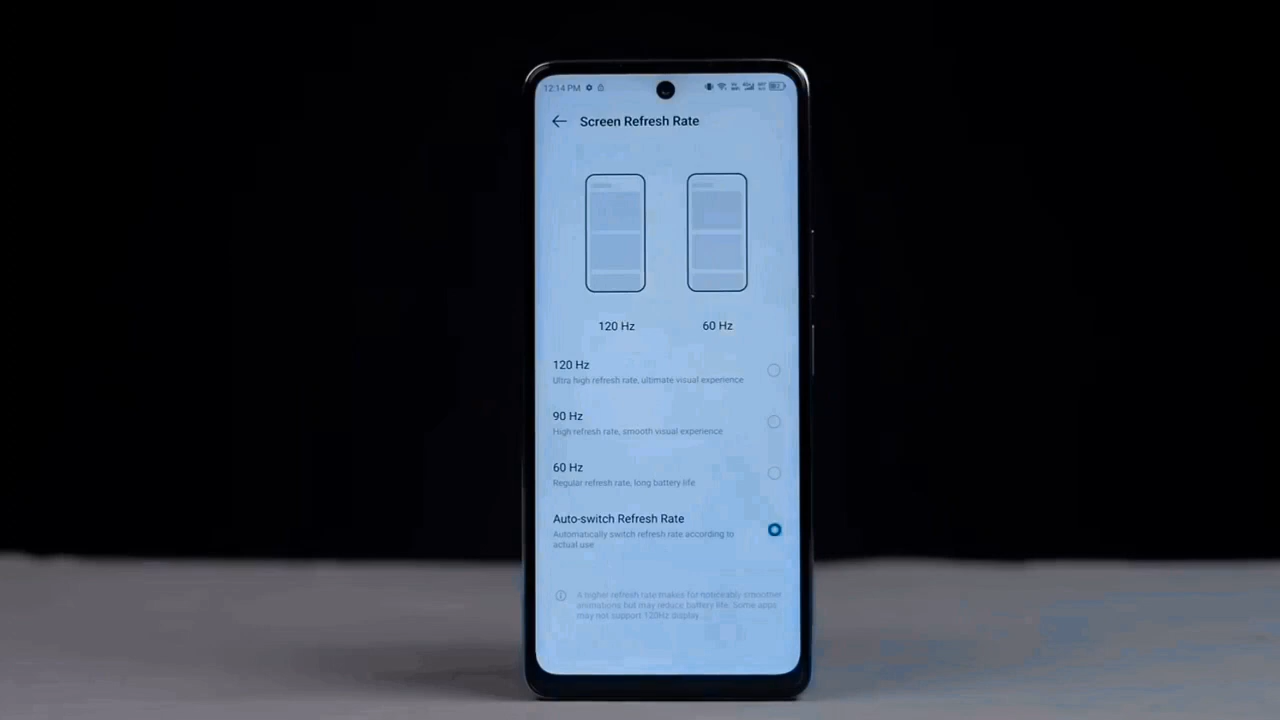 12:14 PM
Screen Refresh Rate
120 Hz
60 Hz
120 Hz
Ultra high refresh rate, ultimate visual experience
90 Hz
High refresh rate, smooth visual experience
60 Hz
Regular refresh rate, long battery life
Auto-switch Refresh Rate
Automatically switch refresh rate according to
actual use
A higher refresh rate makes for noticeably smoother
animations but may reduce battery life. Some apps
may not support 120Hz display.